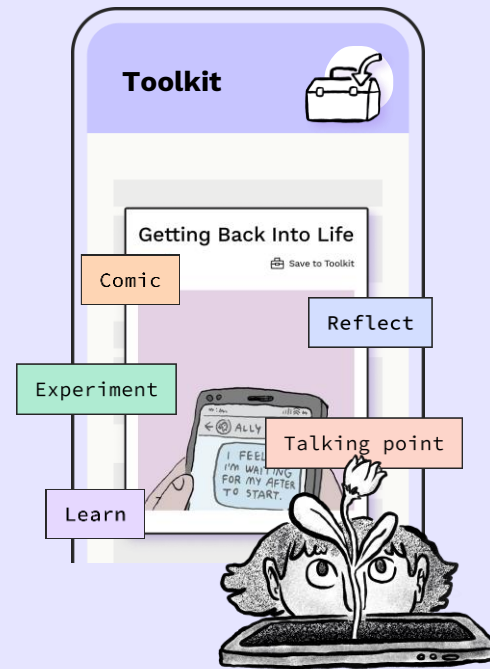 Toolkit
Getting Back Into Life
Save to Toolkit
Comic
Reflect
Experiment
ALLY
Talking point
I FEEL
I'M WAITING
FOR MY AFTER
TO START.
Learn